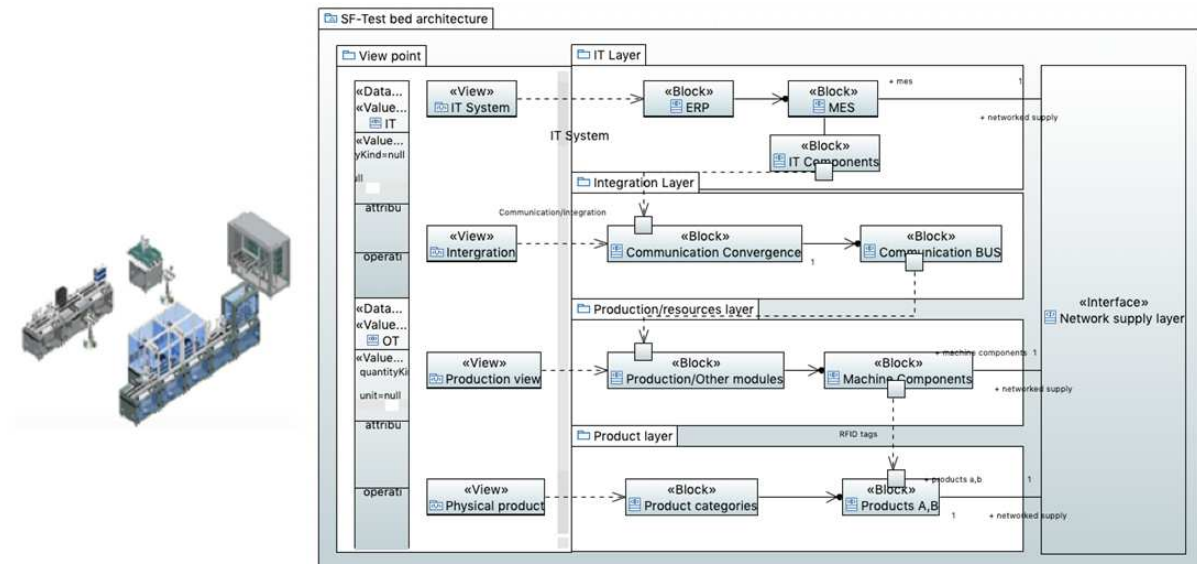 SF-Test bed architecture
View point
IT Layer
«Data...
«Value...
IT
«Value...
yKind=null
ull
attribu
operati
«Data...
«Value...
OT
«Value...
quantityKi
unit=null
attribu
operati
«View»
IT System
IT System
«Block»
ERP
«Block»
MES
+ mes
1
+ networked supply
«Block»
IT Components
Integration Layer
Communication/Integration
«View»
Intergration
«Block»
Communication Convergence
1
«Block»
Communication BUS
Production/resources layer
«View»
Production view
«Block»
Production/Other modules
«Block»
Machine Components
+ machine components
1
+ networked supply
RFID tags
Product layer
«View»
Physical product
«Block»
Product categories
«Block»
Products A,B
+ products a,b
1
1
+ networked supply
«Interface»
Network supply layer